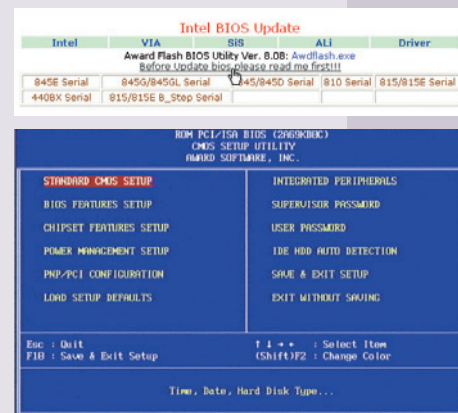 Intel BIOS Update
Intel VIA SiS ALi Driver
Award Flash BIOS Utility Ver. 8.08: Awdflash.exe
Before Update bios,please read me first!!!
845E Serial 845G/845GL Serial 845/845D Serial 810 Serial 815/815E Serial
440BX Serial 815/815E B_Step Serial
ROM PCI/ISA BIOS (2A69KB0C)
CMOS SETUP UTILITY
AWARD SOFTWARE, INC.
STANDARD CMOS SETUP INTEGRATED PERIPHERALS
BIOS FEATURES SETUP SUPERVISOR PASSWORD
CHIPSET FEATURES SETUP USER PASSWORD
POWER MANAGEMENT SETUP IDE HDD AUTO DETECTION
PNP/PCI CONFIGURATION SAVE & EXIT SETUP
LOAD SETUP DEFAULTS EXIT WITHOUT SAVING
Esc : Quit ↑ ↓ → ← : Select Item
F10 : Save & Exit Setup (Shift)F2 : Change Color
Time, Date, Hard Disk Type...